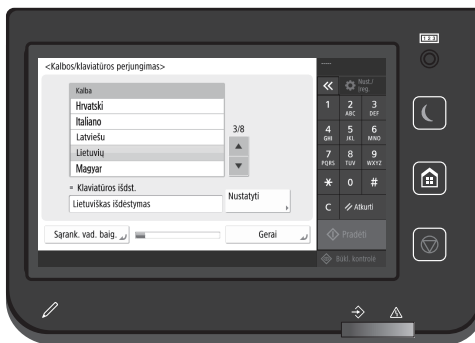 <Kalbos/klaviatūros perjungimas>
Kalba
Hrvatski
Italiano
Latviešu
Lietuvių
Magyar
3/8
Klaviatūros išdst.
Lietuviškas išdėstymas
Nustatyti
Sąrank. vad. baig.
Gerai
-----
Nust./
įreg.
1 2 3
ABC DEF
4 5 6
GHI JKL MNO
7 8 9
PQRS TUV WXYZ
* 0 #
C Atkurti
Pradėti
Būkl. kontrolė